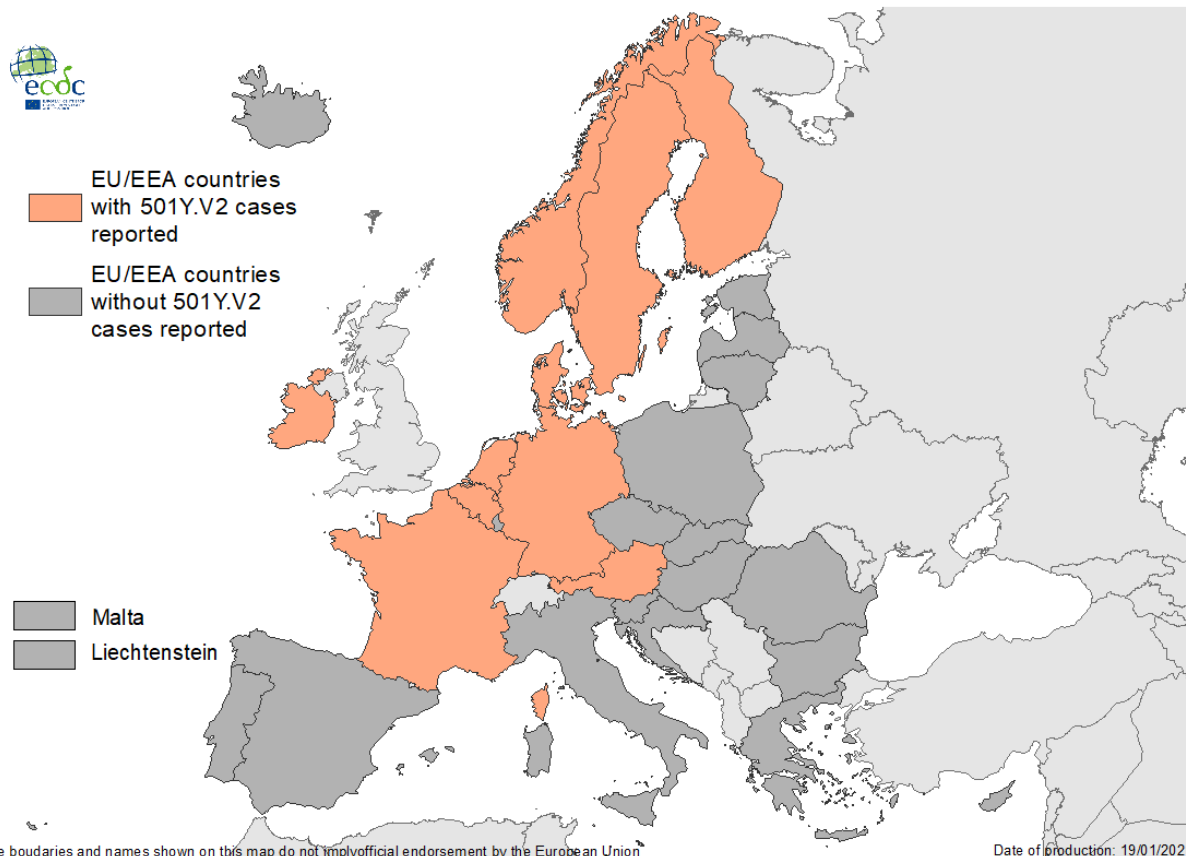 ecdc
EU/EEA countries
with 501Y.V2 cases
reported
EU/EEA countries
without 501Y.V2
cases reported
Malta
Liechtenstein
e boudaries and names shown on this map do not implyofficial endorsement by the European Union
Date of production: 19/01/202